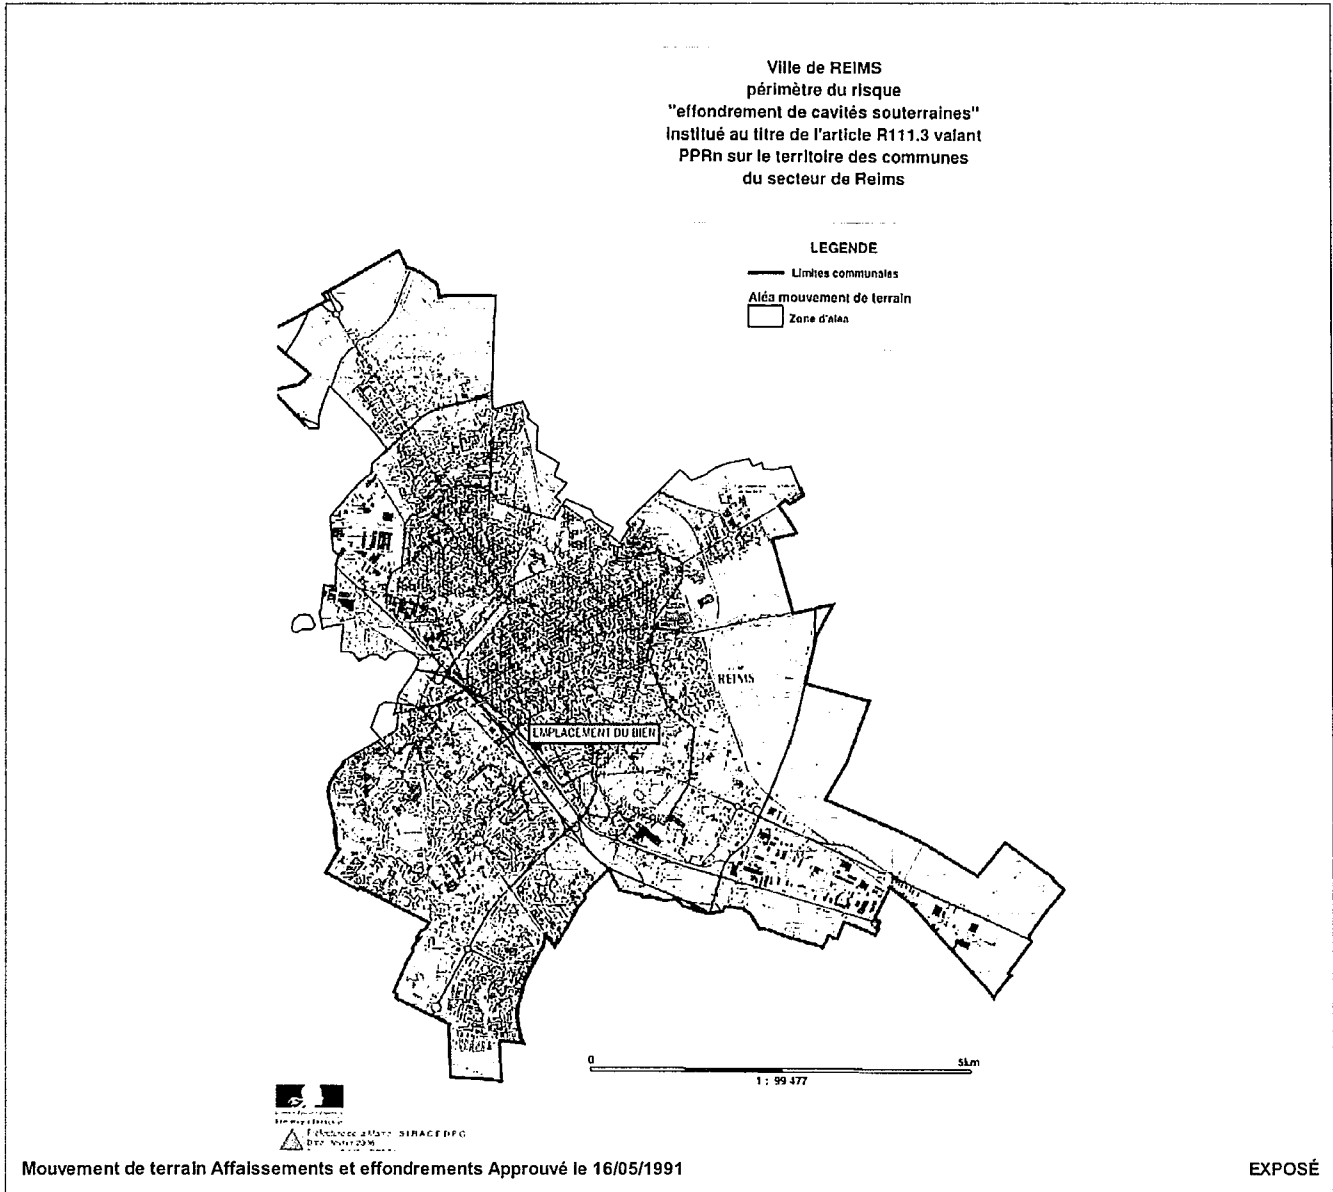 Ville de REIMS
périmètre du risque
"effondrement de cavités souterraines"
institué au titre de l'article R111.3 valant
PPRn sur le territoire des communes
du secteur de Reims
LEGENDE
Limites communales
Aléa mouvement de terrain
Zone d'aléa
REIMS
EMPLACEMENT DU BIEN
0
5km
1 : 99 477
Mouvement de terrain Affaissements et effondrements Approuvé le 16/05/1991
EXPOSÉ